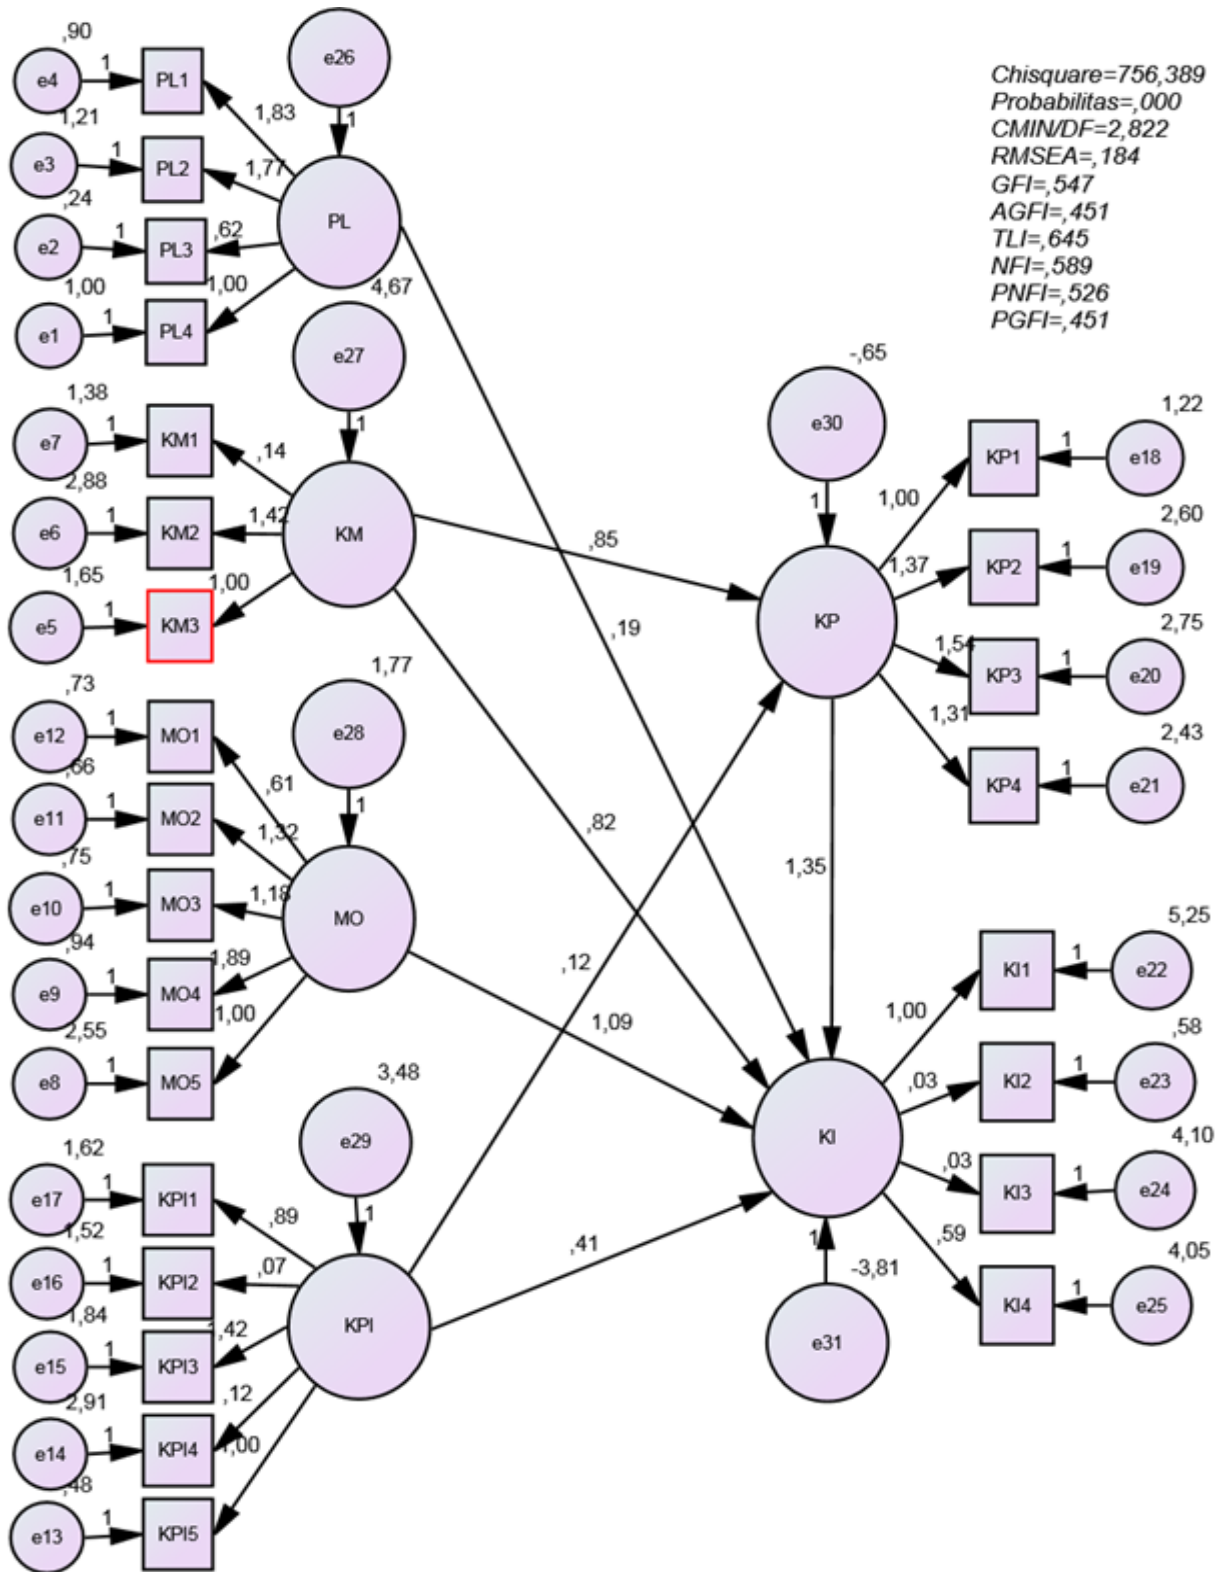 Chisquare=756,389
Probabilitas=,000
CMIN/DF=2,822
RMSEA=,184
GFI=,547
AGFI=,451
TLI=,645
NFI=,589
PNFI=,526
PGFI=,451
,90
e4
1
PL1
1,83
1,21
e3
1
PL2
1,77
,24
e2
1
PL3
,62
1,00
e1
1
PL4
1,00
e26
1
PL
4,67
e27
1
1,38
e7
1
KM1
,14
2,88
e6
1
KM2
1,42
1,65
e5
1
KM3
1,00
KM
1,77
e28
1
,73
e12
1
MO1
,61
,66
e11
1
MO2
1,32
,75
e10
1
MO3
1,18
,94
e9
1
MO4
1,89
2,55
e8
1
MO5
1,00
MO
3,48
e29
1
1,62
e17
1
KPI1
,89
1,52
e16
1
KPI2
,07
1,84
e15
1
KPI3
,42
2,91
e14
1
KPI4
,12
,48
e13
1
KPI5
1,00
KPI
,85
,19
,82
,12
1,09
,41
1,35
-,65
e30
1
KP
1,00
KP1
1
e18
1,22
1,37
KP2
1
e19
2,60
1,54
KP3
1
e20
2,75
1,31
KP4
1
e21
2,43
KI
1,00
KI1
1
e22
5,25
,03
KI2
1
e23
,58
,03
KI3
1
e24
4,10
,59
KI4
1
e25
4,05
1
-3,81
e31